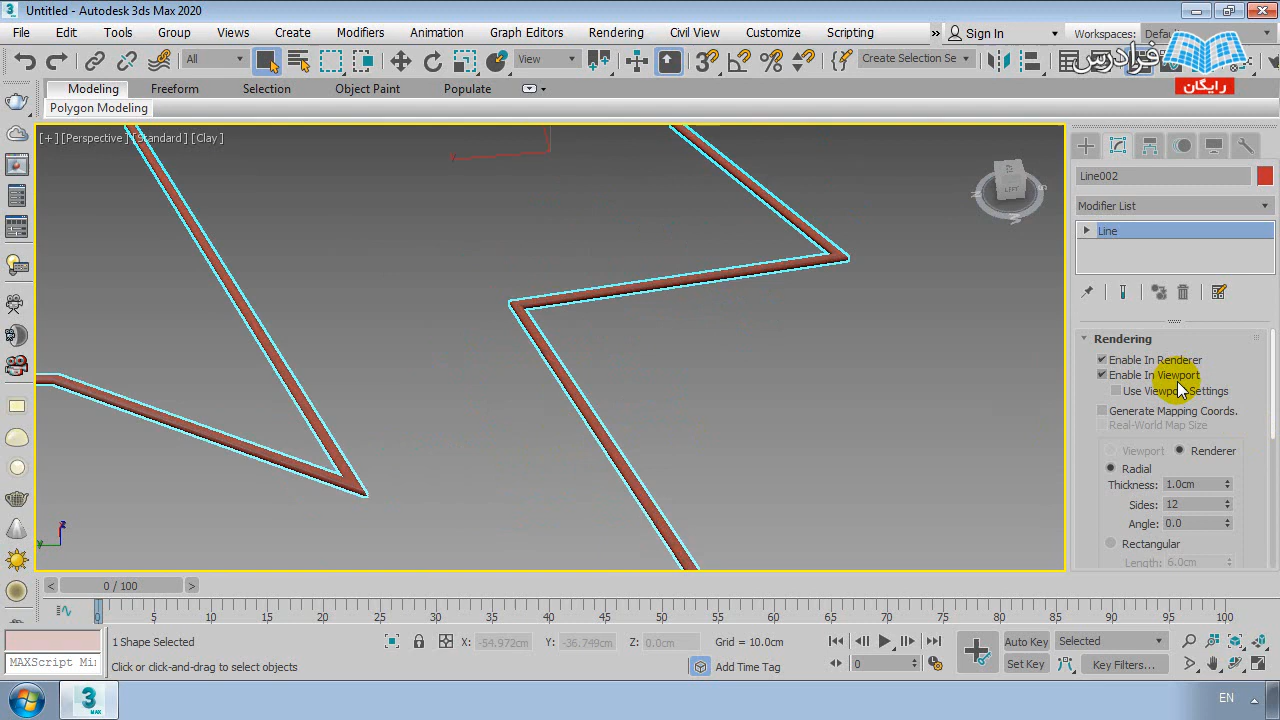 Untitled - Autodesk 3ds Max 2020
File Edit Tools Group Views Create Modifiers Animation Graph Editors Rendering Civil View Customize Scripting » Sign In Workspaces: Defa
All View Create Selection Se
فرادرس
رایگان
Modeling Freeform Selection Object Paint Populate
Polygon Modeling
[+] [Perspective] [Standard] [Clay]
LEFT
Line002
Modifier List
Line
Rendering
Enable In Renderer
Enable In Viewport
Use Viewport Settings
Generate Mapping Coords.
Real-World Map Size
Viewport Renderer
Radial
Thickness: 1.0cm
Sides: 12
Angle: 0.0
Rectangular
Length: 6.0cm
z
y
< 0 / 100 >
0 5 10 15 20 25 30 35 40 45 50 55 60 65 70 75 80 85 90 95 100
1 Shape Selected X: -54.972cm Y: -36.749cm Z: 0.0cm Grid = 10.0cm Auto Key Selected
MAXScript Mi Click or click-and-drag to select objects Add Time Tag 0 Set Key Key Filters...
3 MAX EN